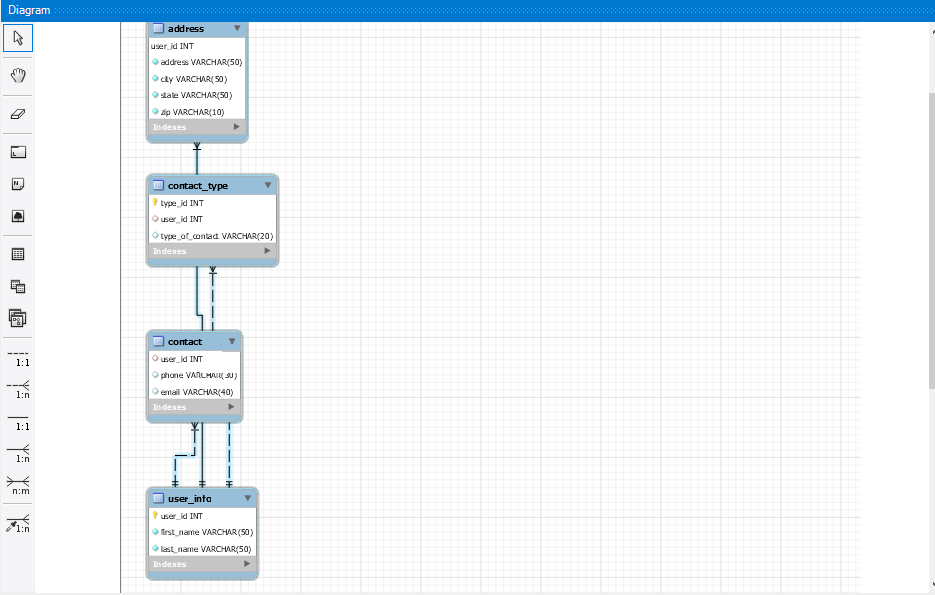 Diagram
address
user_id INT
address VARCHAR(50)
city VARCHAR(50)
state VARCHAR(50)
zip VARCHAR(10)
Indexes
contact_type
type_id INT
user_id INT
type_of_contact VARCHAR(20)
Indexes
contact
user_id INT
phone VARCHAR(30)
email VARCHAR(40)
Indexes
user_info
user_id INT
first_name VARCHAR(50)
last_name VARCHAR(50)
Indexes
1:1
1:n
1:1
1:n
n:m
1:n